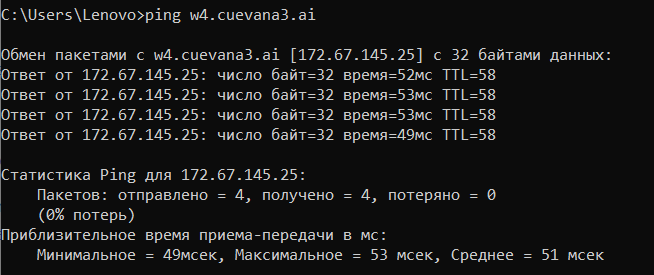 C:\Users\Lenovo>ping w4.cuevana3.ai
Обмен пакетами с w4.cuevana3.ai [172.67.145.25] с 32 байтами данных:
Ответ от 172.67.145.25: число байт=32 время=52мс TTL=58
Ответ от 172.67.145.25: число байт=32 время=53мс TTL=58
Ответ от 172.67.145.25: число байт=32 время=53мс TTL=58
Ответ от 172.67.145.25: число байт=32 время=49мс TTL=58
Статистика Ping для 172.67.145.25:
    Пакетов: отправлено = 4, получено = 4, потеряно = 0
    (0% потерь)
Приблизительное время приема-передачи в мс:
    Минимальное = 49мсек, Максимальное = 53 мсек, Среднее = 51 мсек